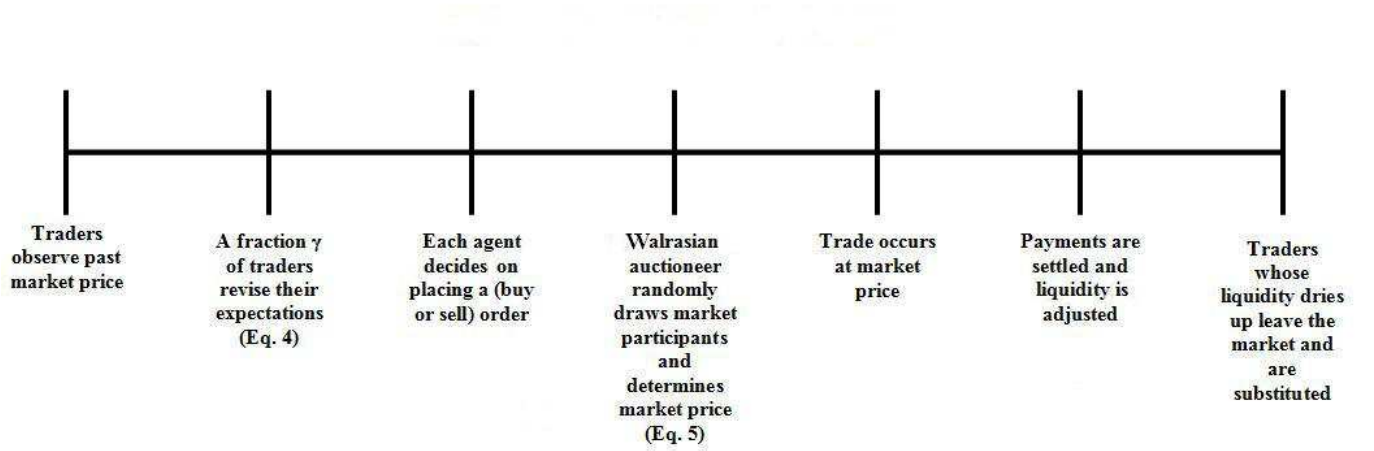 Traders
observe past
market price
A fraction γ
of traders
revise their
expectations
(Eq. 4)
Each agent
decides on
placing a (buy
or sell) order
Walrasian
auctioneer
randomly
draws market
participants
and
determines
market price
(Eq. 5)
Trade occurs
at market
price
Payments are
settled and
liquidity is
adjusted
Traders
whose
liquidity dries
up leave the
market and
are
substituted